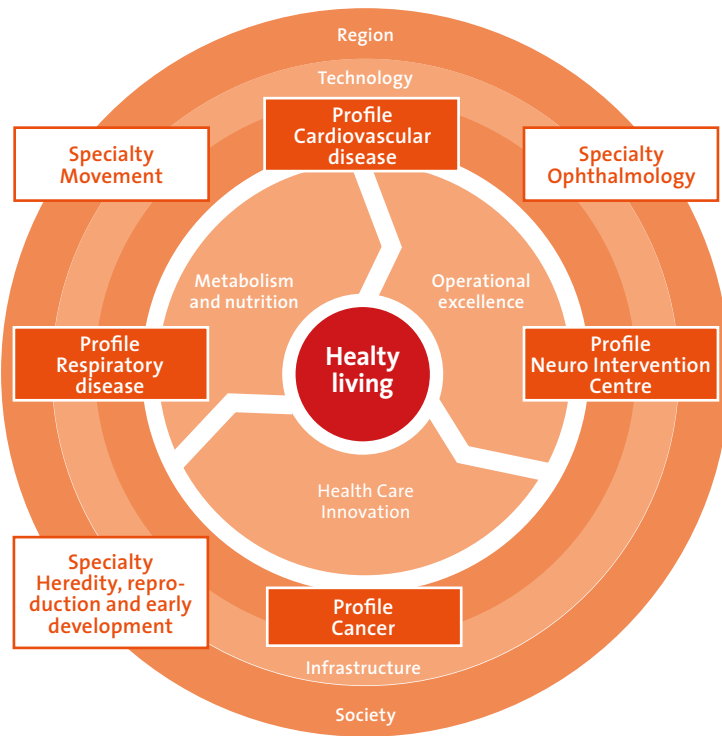 Region
Technology
Profile
Cardiovascular
disease
Specialty
Movement
Specialty
Ophthalmology
Metabolism
and nutrition
Operational
excellence
Profile
Respiratory
disease
Healty
living
Profile
Neuro Intervention
Centre
Health Care
Innovation
Specialty
Heredity, repro-
duction and early
development
Profile
Cancer
Infrastructure
Society